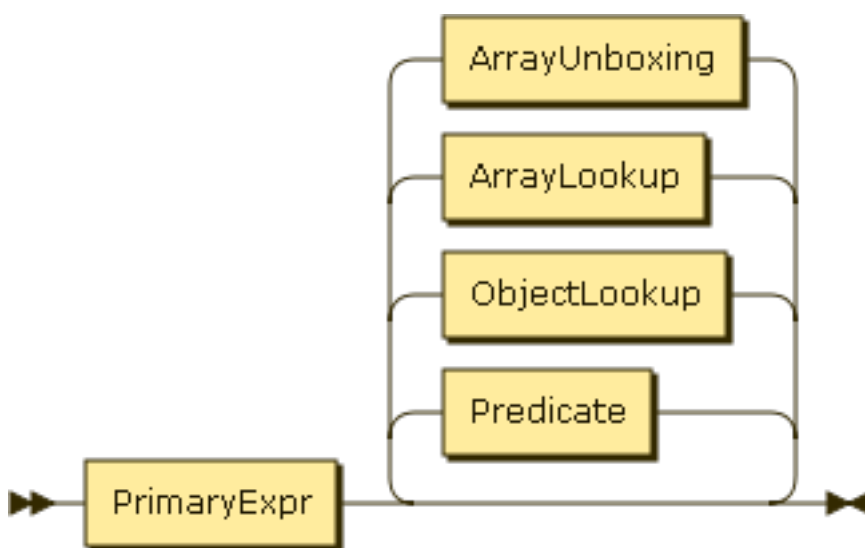 ArrayUnboxing
ArrayLookup
ObjectLookup
Predicate
PrimaryExpr